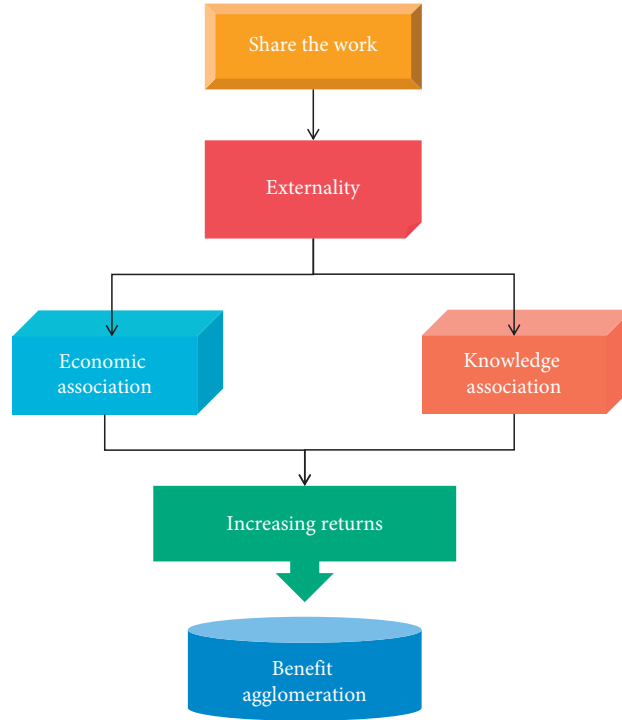 Share the work
Externality
Economic
association
Knowledge
association
Increasing returns
Benefit
agglomeration